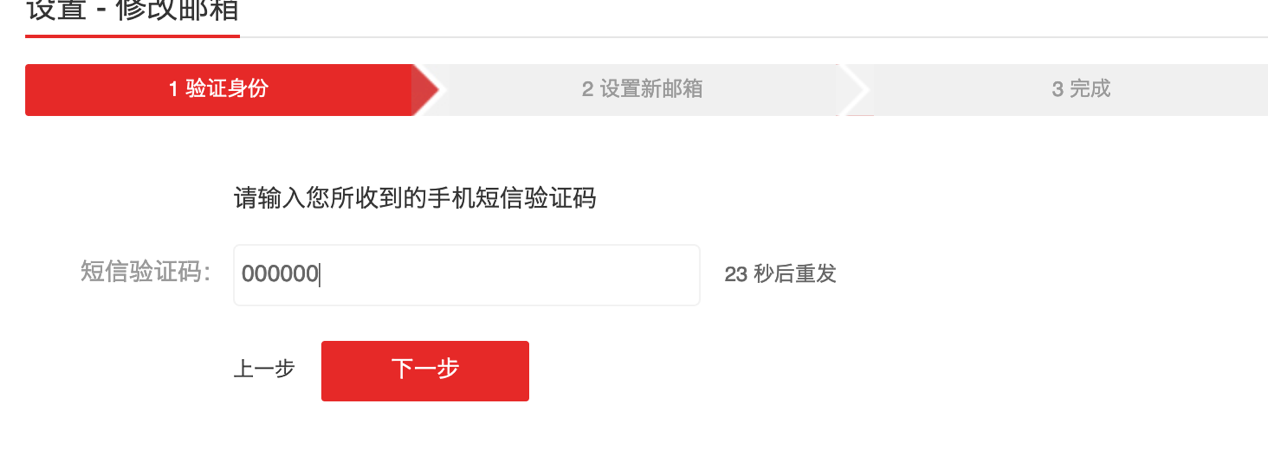 设置 - 修改邮箱
1 验证身份
2 设置新邮箱
3 完成
请输入您所收到的手机短信验证码
短信验证码：
000000
23 秒后重发
上一步
下一步